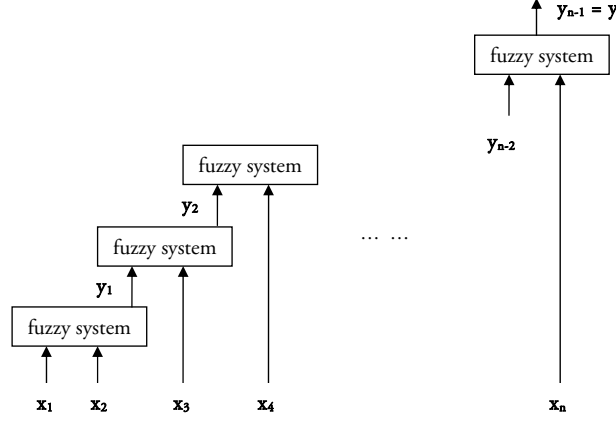 yₙ₋₁ = y
fuzzy system
yₙ₋₂
fuzzy system
y₂
... ...
fuzzy system
y₁
fuzzy system
x₁ x₂ x₃ x₄ xₙ